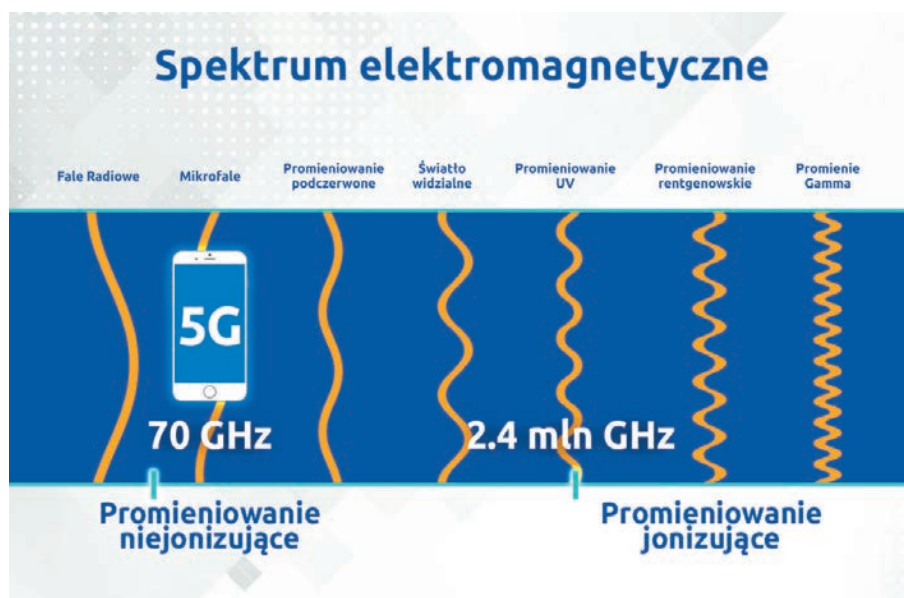 Spektrum elektromagnetyczne
Fale Radiowe
Mikrofale
Promieniowanie
podczerwone
Światło
widzialne
Promieniowanie
UV
Promieniowanie
rentgenowskie
Promienie
Gamma
5G
70 GHz
2.4 mln GHz
Promieniowanie
niejonizujące
Promieniowanie
jonizujące